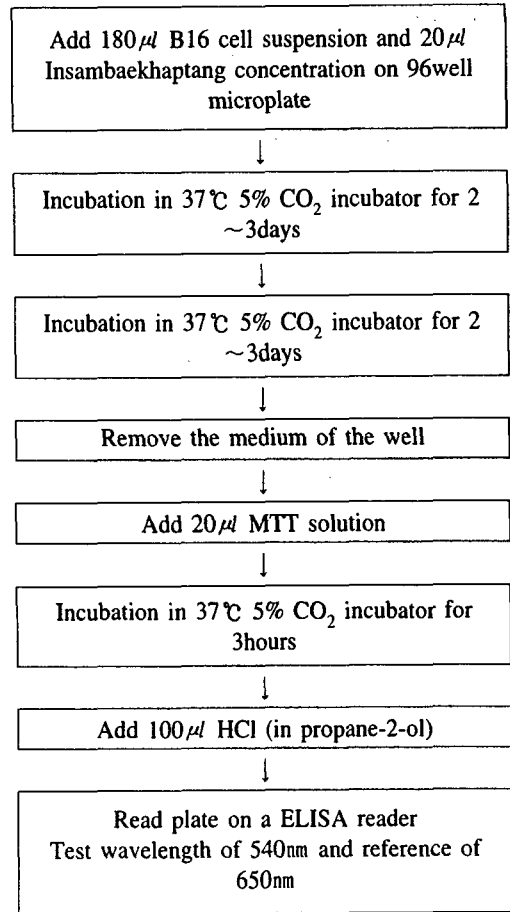 Add 180㎕ B16 cell suspension and 20㎕
Insambaekhaptang concentration on 96well
microplate
↓
Incubation in 37℃ 5% CO₂ incubator for 2
～3days
↓
Incubation in 37℃ 5% CO₂ incubator for 2
～3days
↓
Remove the medium of the well
↓
Add 20㎕ MTT solution
↓
Incubation in 37℃ 5% CO₂ incubator for
3hours
↓
Add 100㎕ HCl (in propane-2-ol)
↓
Read plate on a ELISA reader
Test wavelength of 540㎚ and reference of
650㎚